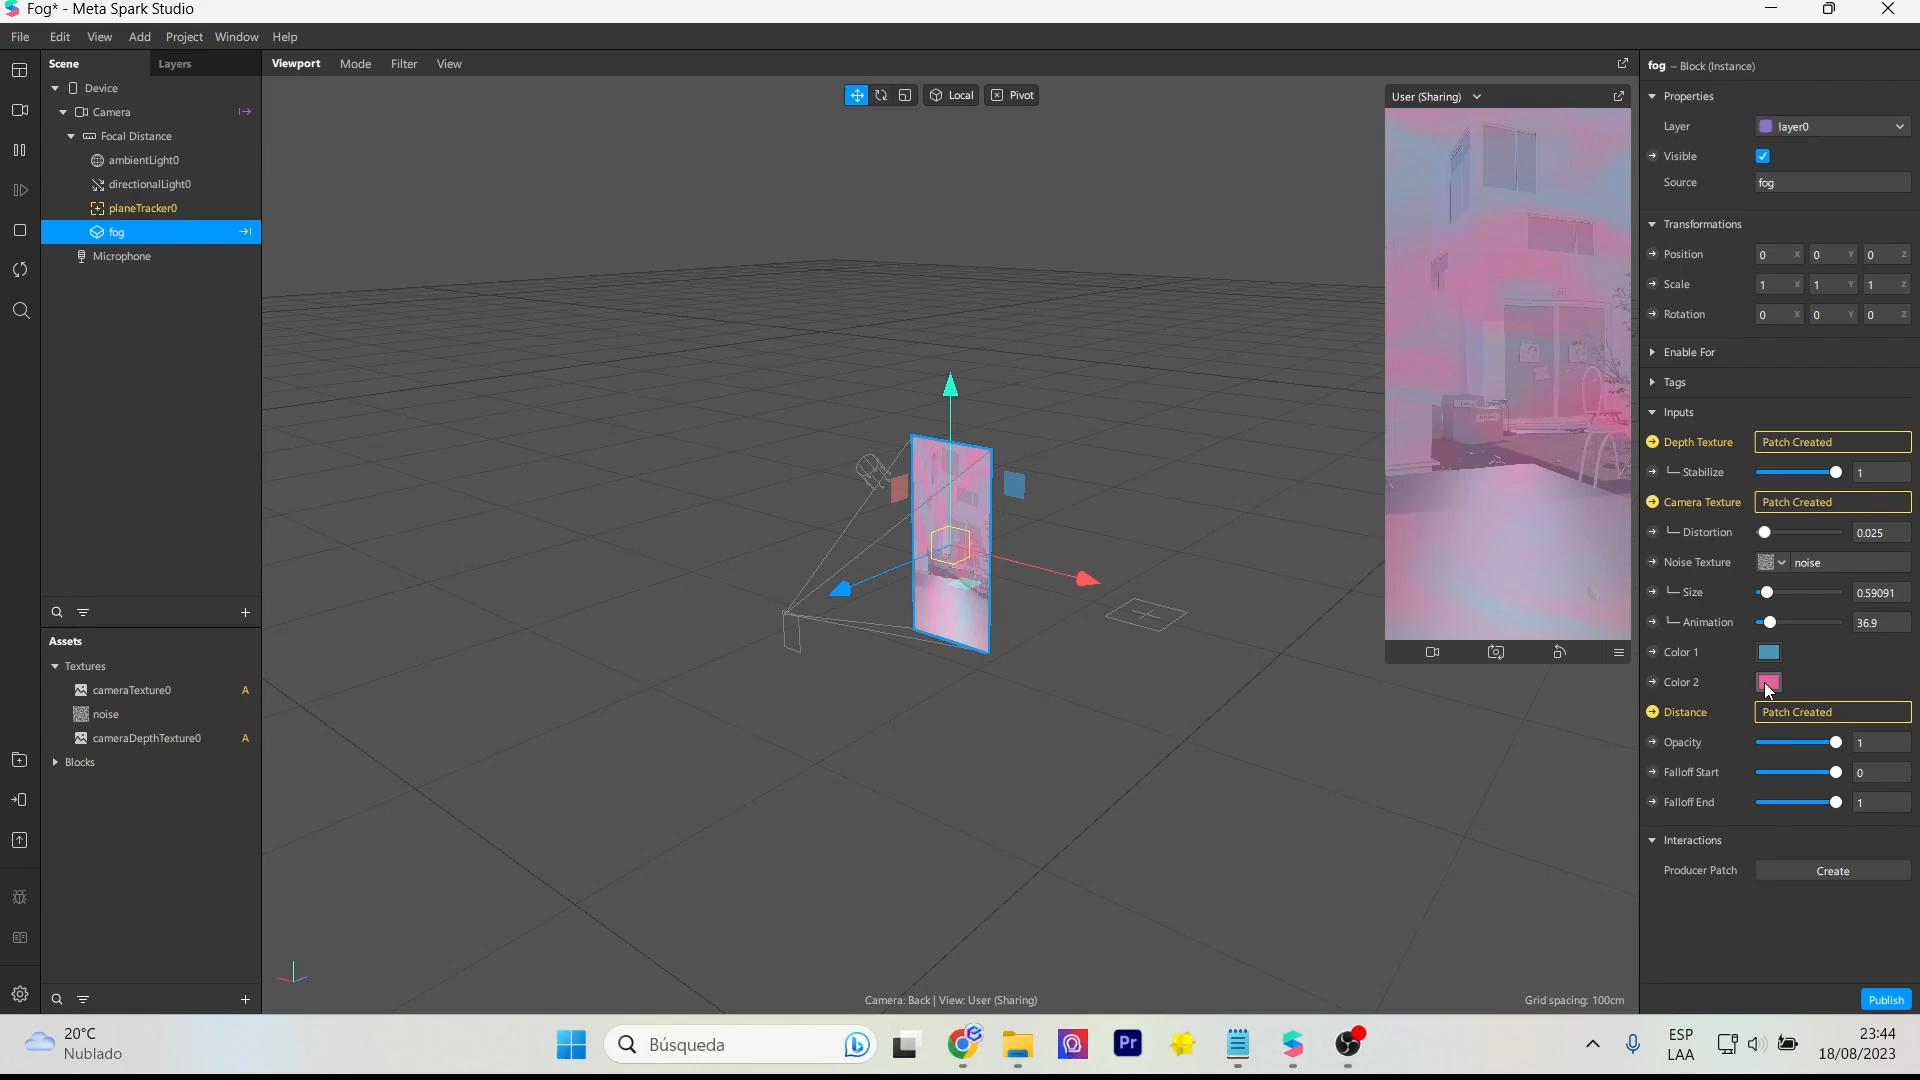 Fog* - Meta Spark Studio
File Edit View Add Project Window Help
Scene Layers
Device
Camera
Focal Distance
ambientLight0
directionalLight0
planeTracker0
fog
Microphone
Assets
Textures
cameraTexture0 A
noise
cameraDepthTexture0 A
Blocks
Viewport Mode Filter View
Local Pivot
User (Sharing)
Camera: Back | View: User (Sharing)
Grid spacing: 100cm
fog – Block (Instance)
Properties
Layer layer0
Visible
Source fog
Transformations
Position 0 X 0 Y 0 Z
Scale 1 X 1 Y 1 Z
Rotation 0 X 0 Y 0 Z
Enable For
Tags
Inputs
Depth Texture Patch Created
Stabilize 1
Camera Texture Patch Created
Distortion 0.025
Noise Texture noise
Size 0.59091
Animation 36.9
Color 1
Color 2
Distance Patch Created
Opacity 1
Falloff Start 0
Falloff End 1
Interactions
Producer Patch Create
Publish
20°C
Nublado
Búsqueda
Pr
ESP
LAA
23:44
18/08/2023